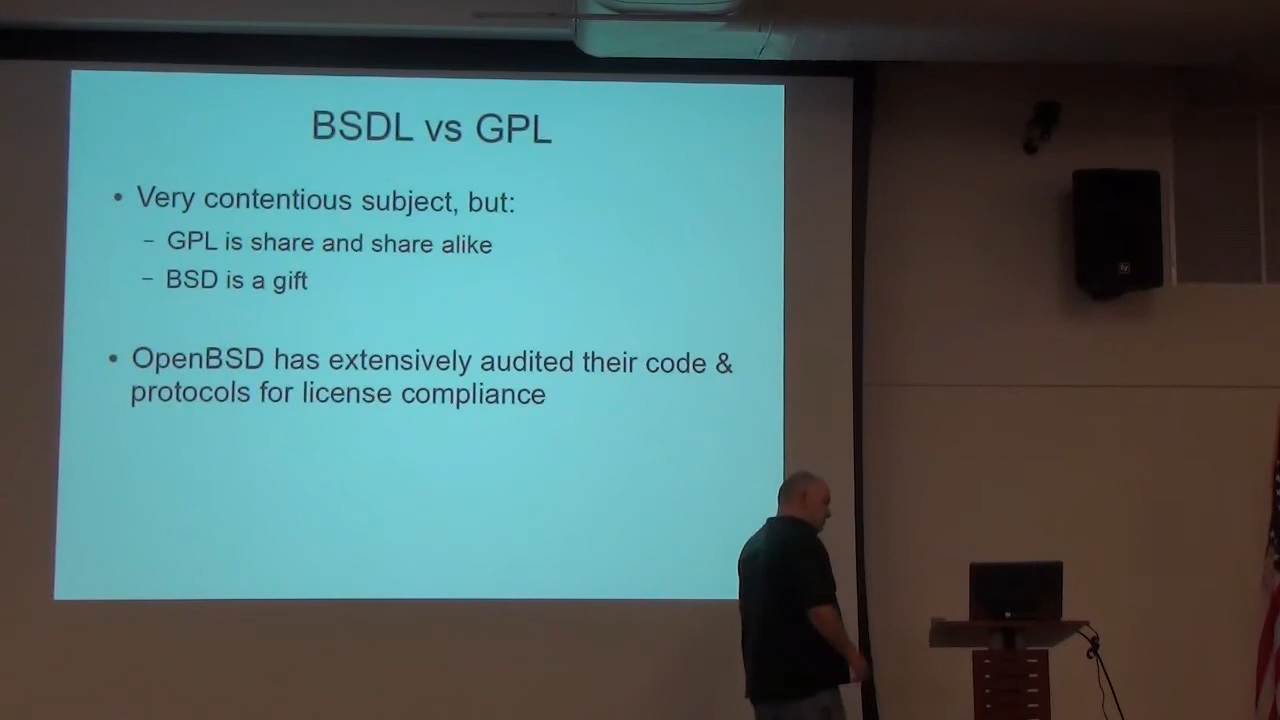 BSDL vs GPL
• Very contentious subject, but:
– GPL is share and share alike
– BSD is a gift
• OpenBSD has extensively audited their code &
protocols for license compliance